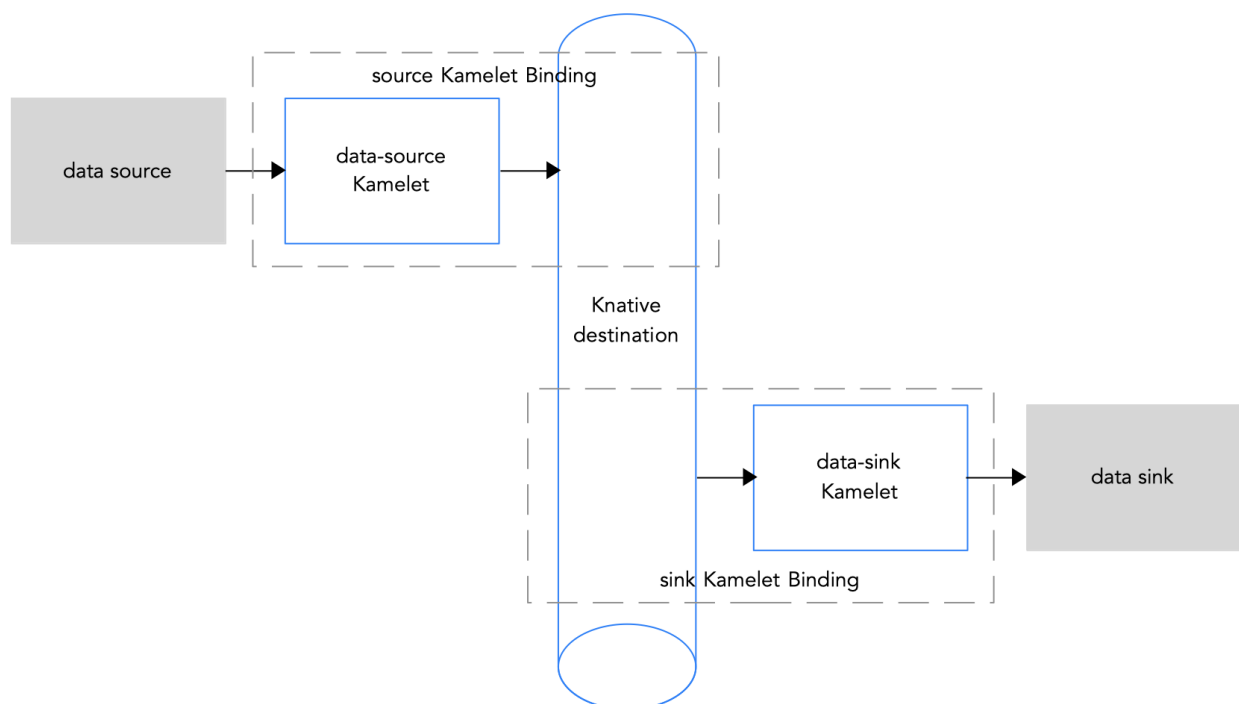 source Kamelet Binding
data source
data-source
Kamelet
Knative
destination
data-sink
Kamelet
data sink
sink Kamelet Binding